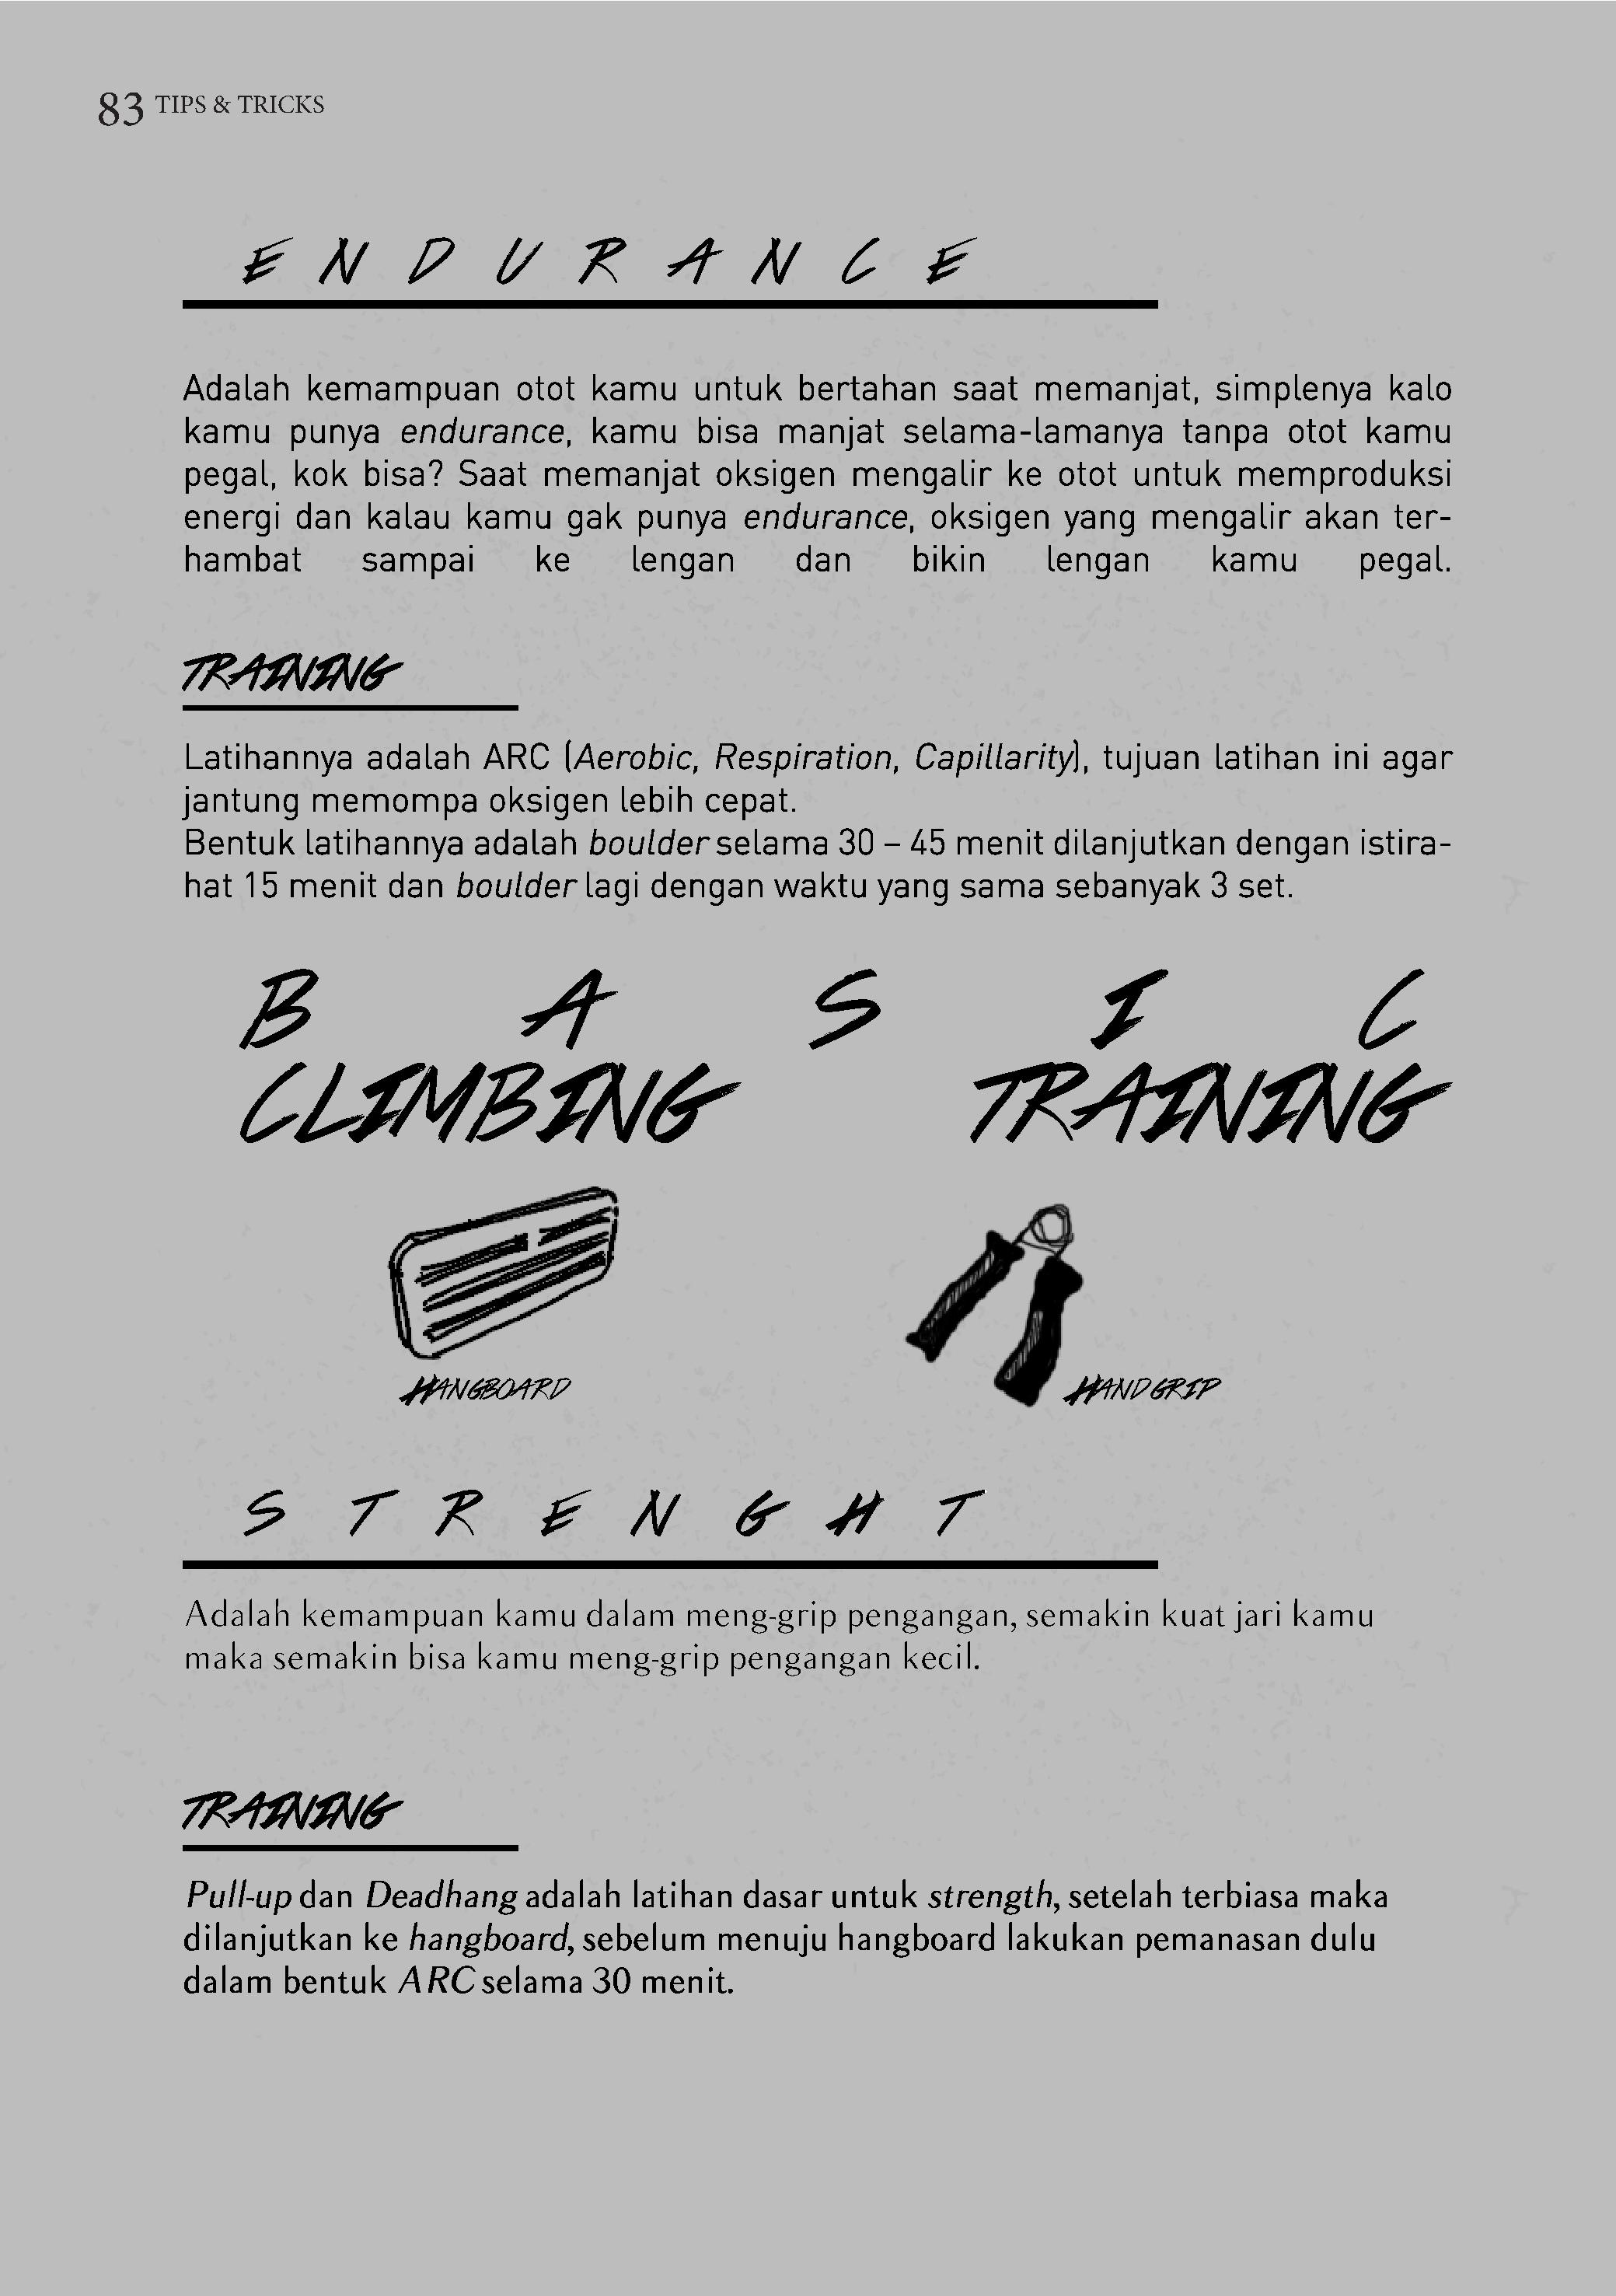 83 TIPS & TRICKS
ENDURANCE
Adalah kemampuan otot kamu untuk bertahan saat memanjat, simplenya kalo
kamu punya endurance, kamu bisa manjat selama-lamanya tanpa otot kamu
pegal, kok bisa? Saat memanjat oksigen mengalir ke otot untuk memproduksi
energi dan kalau kamu gak punya endurance, oksigen yang mengalir akan ter-
hambat sampai ke lengan dan bikin lengan kamu pegal.
TRAINING
Latihannya adalah ARC (Aerobic, Respiration, Capillarity), tujuan latihan ini agar
jantung memompa oksigen lebih cepat.
Bentuk latihannya adalah boulder selama 30 – 45 menit dilanjutkan dengan istira-
hat 15 menit dan boulder lagi dengan waktu yang sama sebanyak 3 set.
BASIC
CLIMBING TRAINING
HANGBOARD
HANDGRIP
STRENGHT
Adalah kemampuan kamu dalam meng-grip pengangan, semakin kuat jari kamu
maka semakin bisa kamu meng-grip pengangan kecil.
TRAINING
Pull-up dan Deadhang adalah latihan dasar untuk strength, setelah terbiasa maka
dilanjutkan ke hangboard, sebelum menuju hangboard lakukan pemanasan dulu
dalam bentuk ARC selama 30 menit.